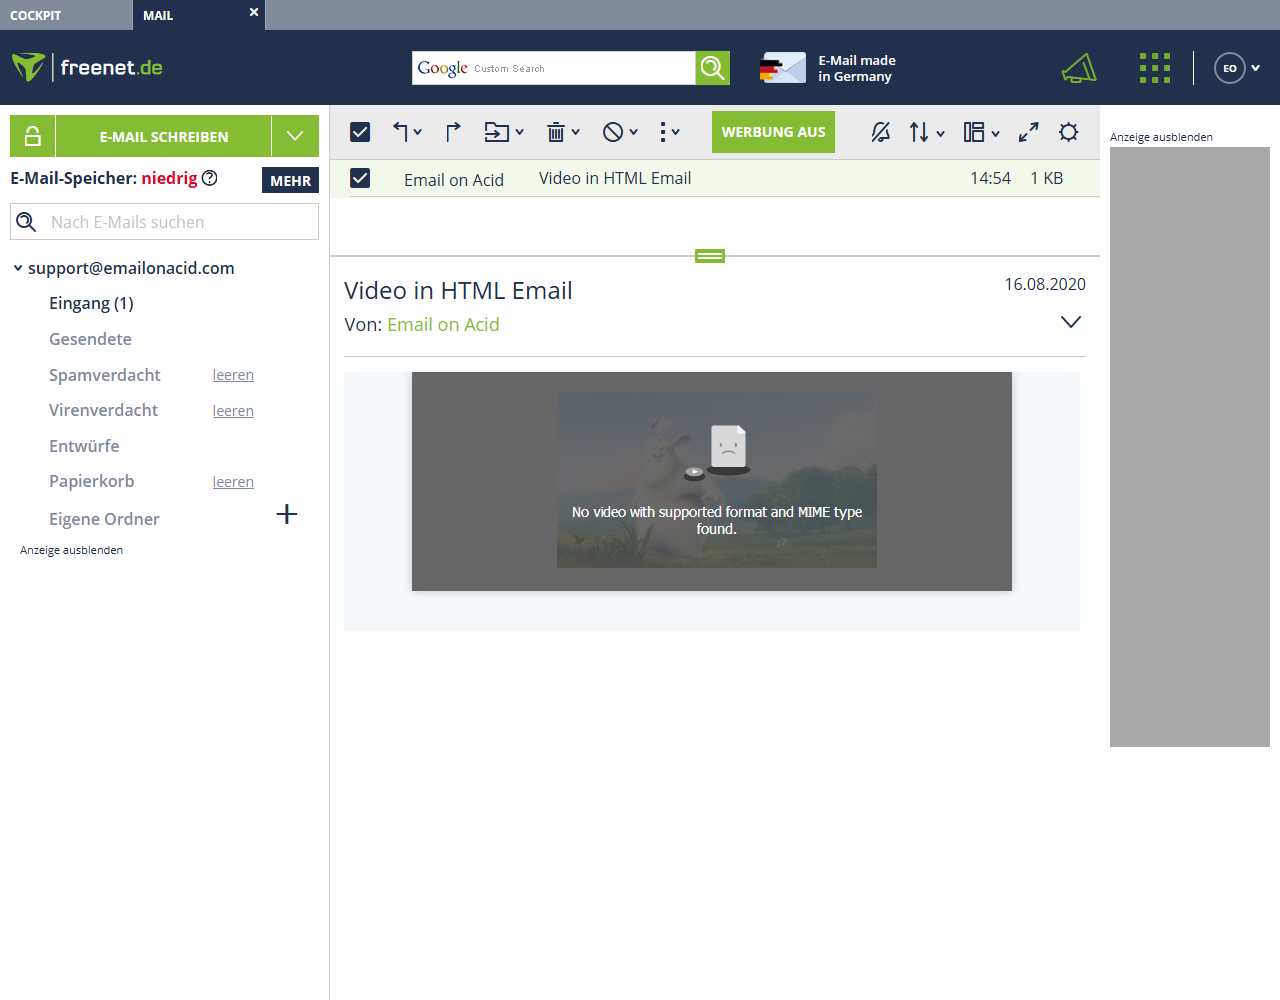 COCKPIT
MAIL
freenet.de
Google Custom Search
E-Mail made
in Germany
EO
E-MAIL SCHREIBEN
E-Mail-Speicher: niedrig
MEHR
Nach E-Mails suchen
support@emailonacid.com
Eingang (1)
Gesendete
Spamverdacht leeren
Virenverdacht leeren
Entwürfe
Papierkorb leeren
Eigene Ordner
Anzeige ausblenden
WERBUNG AUS
Email on Acid Video in HTML Email 14:54 1 KB
Video in HTML Email
16.08.2020
Von: Email on Acid
No video with supported format and MIME type
found.
Anzeige ausblenden